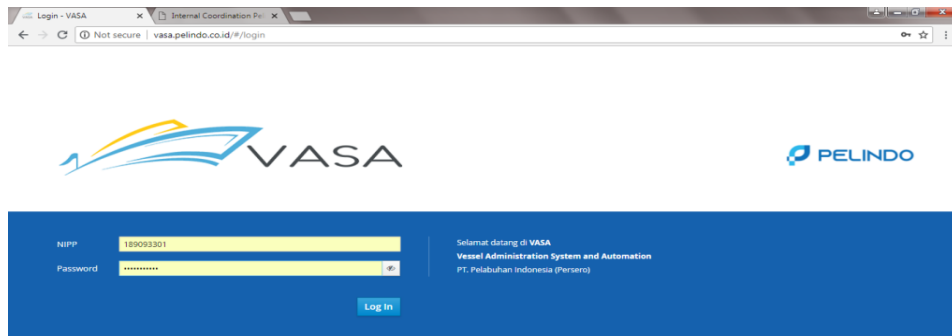 Login - VASA
Internal Coordination Pel
Not secure | vasa.pelindo.co.id/#/login
VASA
PELINDO
NIPP
189093301
Password
•••••••••••
Log In
Selamat datang di VASA
Vessel Administration System and Automation
PT. Pelabuhan Indonesia (Persero)